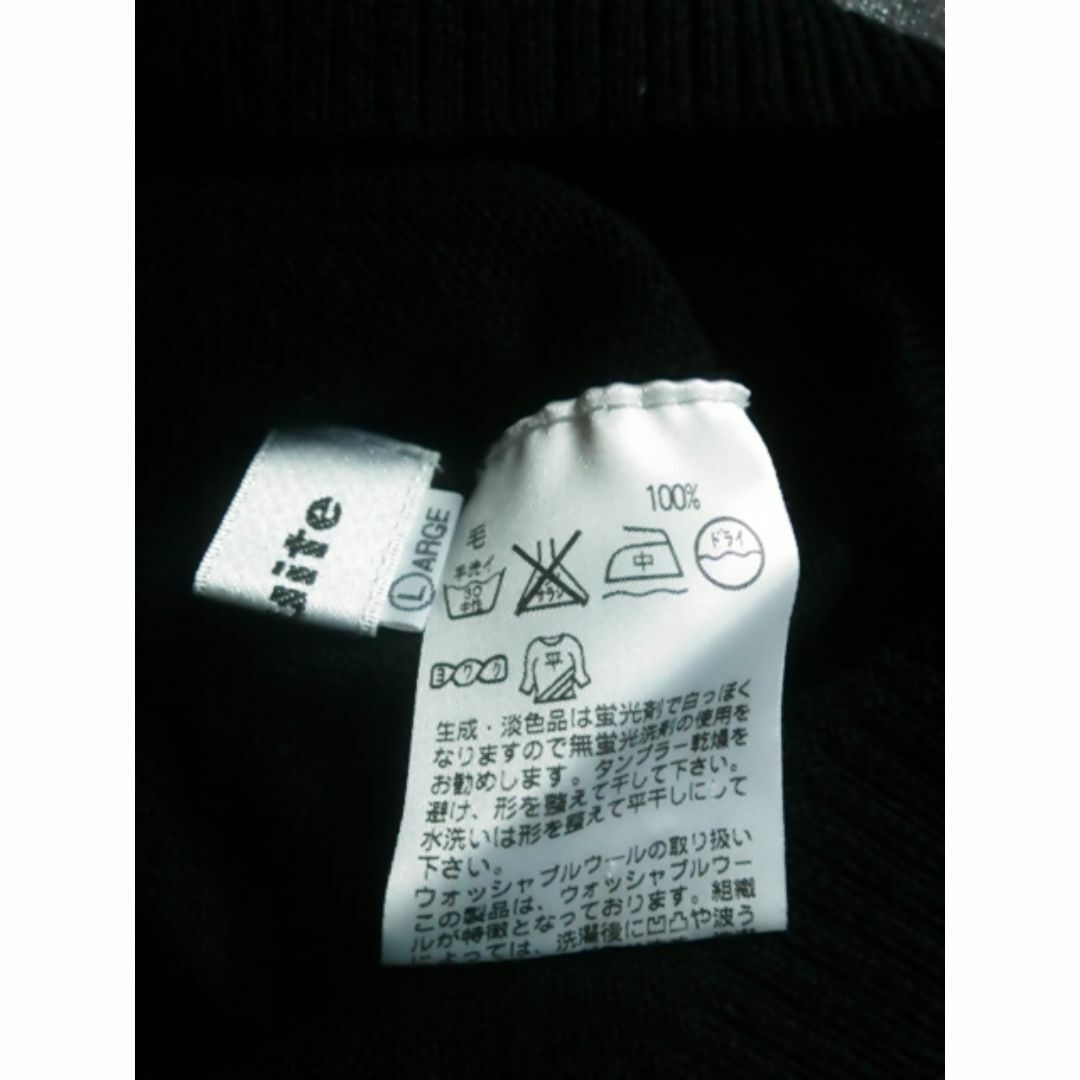 LARGE
毛 100%
手洗イ
30
中性
サラシ
中
ドライ
ヨワク
平
生成・淡色品は蛍光剤で白っぽく
なりますので無蛍光洗剤の使用を
お勧めします。タンブラー乾燥を
避け、形を整えて干して下さい。
水洗いは形を整えて平干しにして
下さい。
ウォッシャブルウールの取り扱い
この製品は、ウォッシャブルウー
ルが特徴となっております。組織
によっては、洗濯後に凹凸や波う